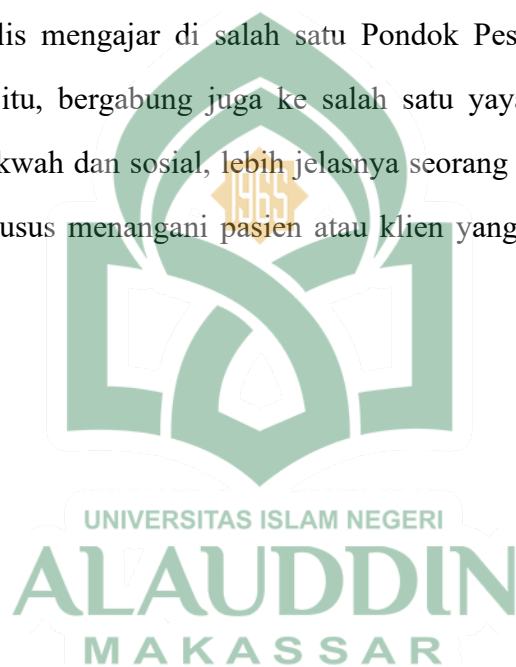 lis mengajar di salah satu Pondok Pes
itu, bergabung juga ke salah satu yaya
kwah dan sosial, lebih jelasnya seorang
usus menangani pasien atau klien yang
1965
UNIVERSITAS ISLAM NEGERI
ALAUDDIN
MAKASSAR